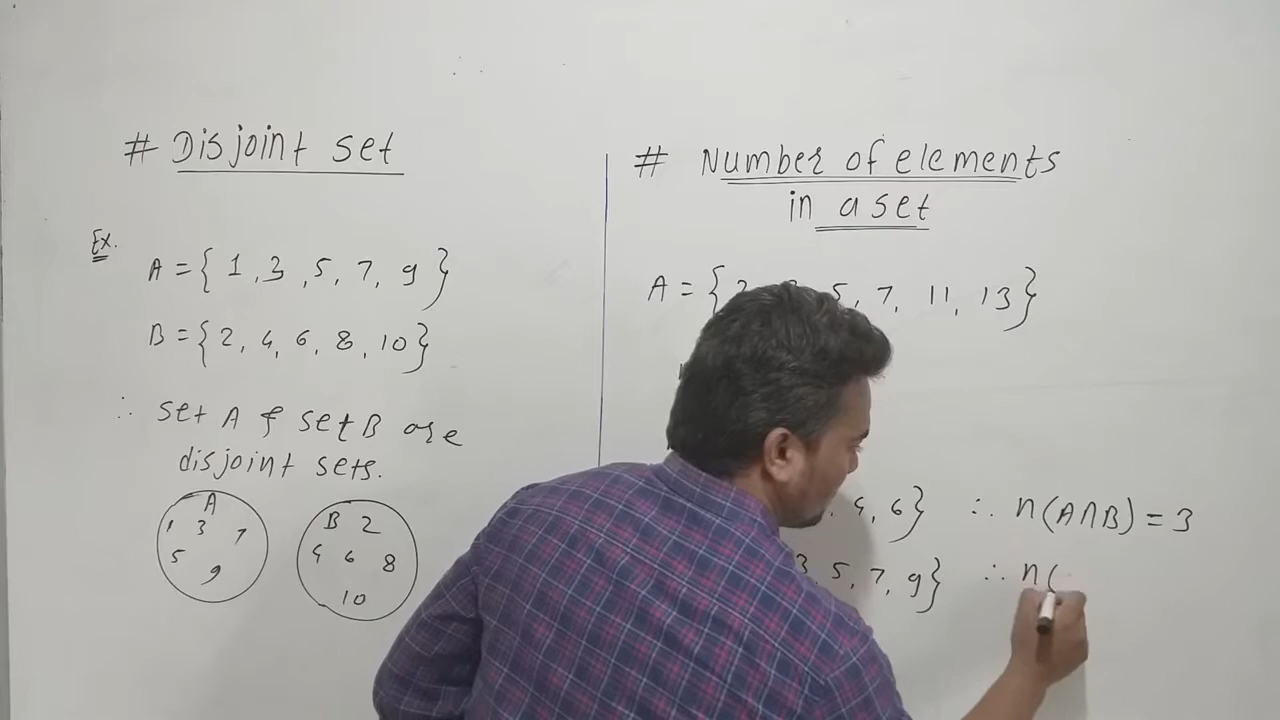 # Disjoint set
Ex.
A = { 1, 3, 5, 7, 9 }
B = { 2, 4, 6, 8, 10 }
∴ set A & set B are
disjoint sets.
A
1 3 7
5
9
B 2
4 6 8
10
# Number of elements
in a set
A = { 5, 7, 11, 13 }
4, 6 } ∴ n(A∩B) = 3
3, 5, 7, 9 } ∴ n(